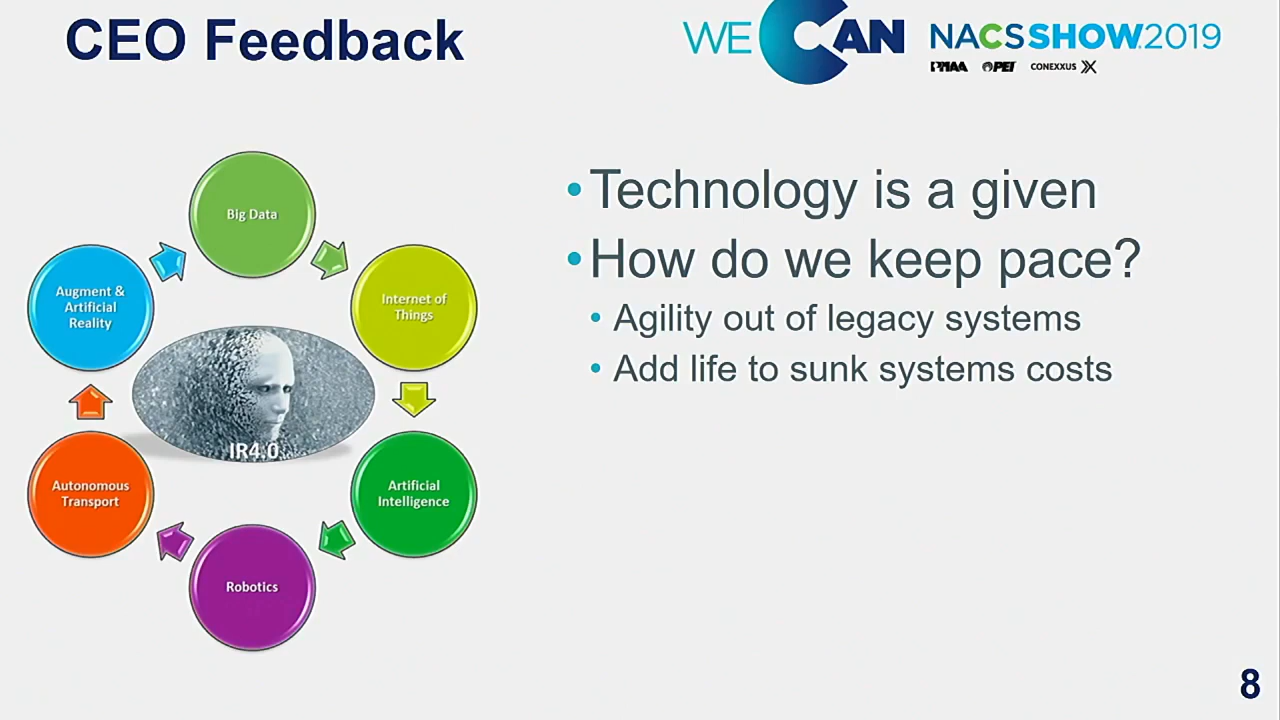 CEO Feedback
WE CAN
NACSSHOW.2019
PMAA PEI CONEXXUS
Big Data
Augment &
Artificial
Reality
Internet of
Things
IR4.0
Autonomous
Transport
Artificial
Intelligence
Robotics
•Technology is a given
•How do we keep pace?
• Agility out of legacy systems
• Add life to sunk systems costs
8